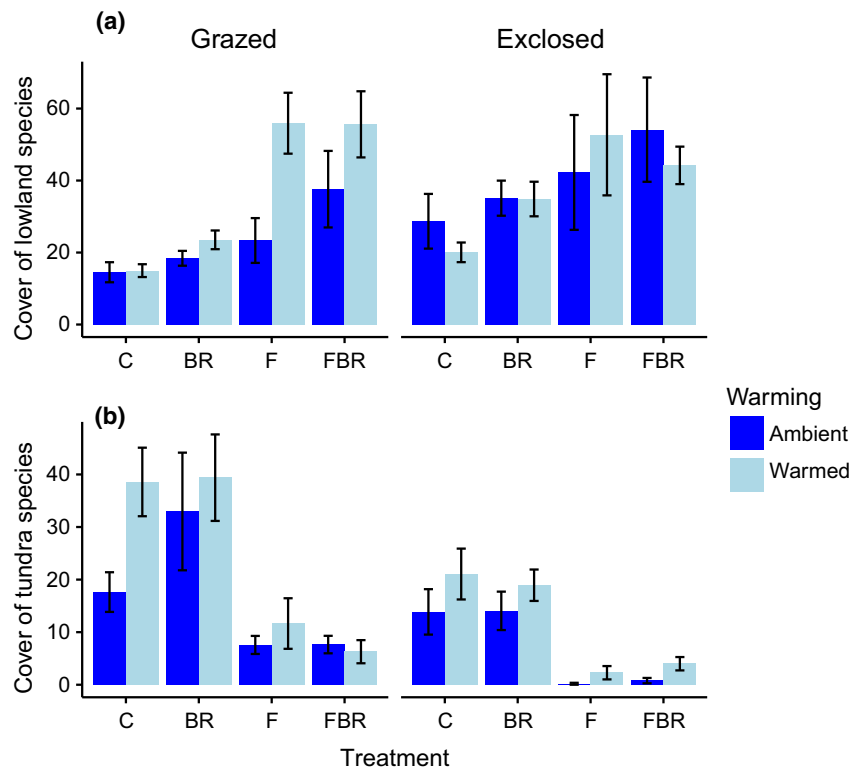 (a)
Grazed Exclosed
Cover of lowland species
60
40
20
0
C BR F FBR C BR F FBR
(b)
Cover of tundra species
40
30
20
10
0
C BR F FBR C BR F FBR
Treatment
Warming
Ambient
Warmed